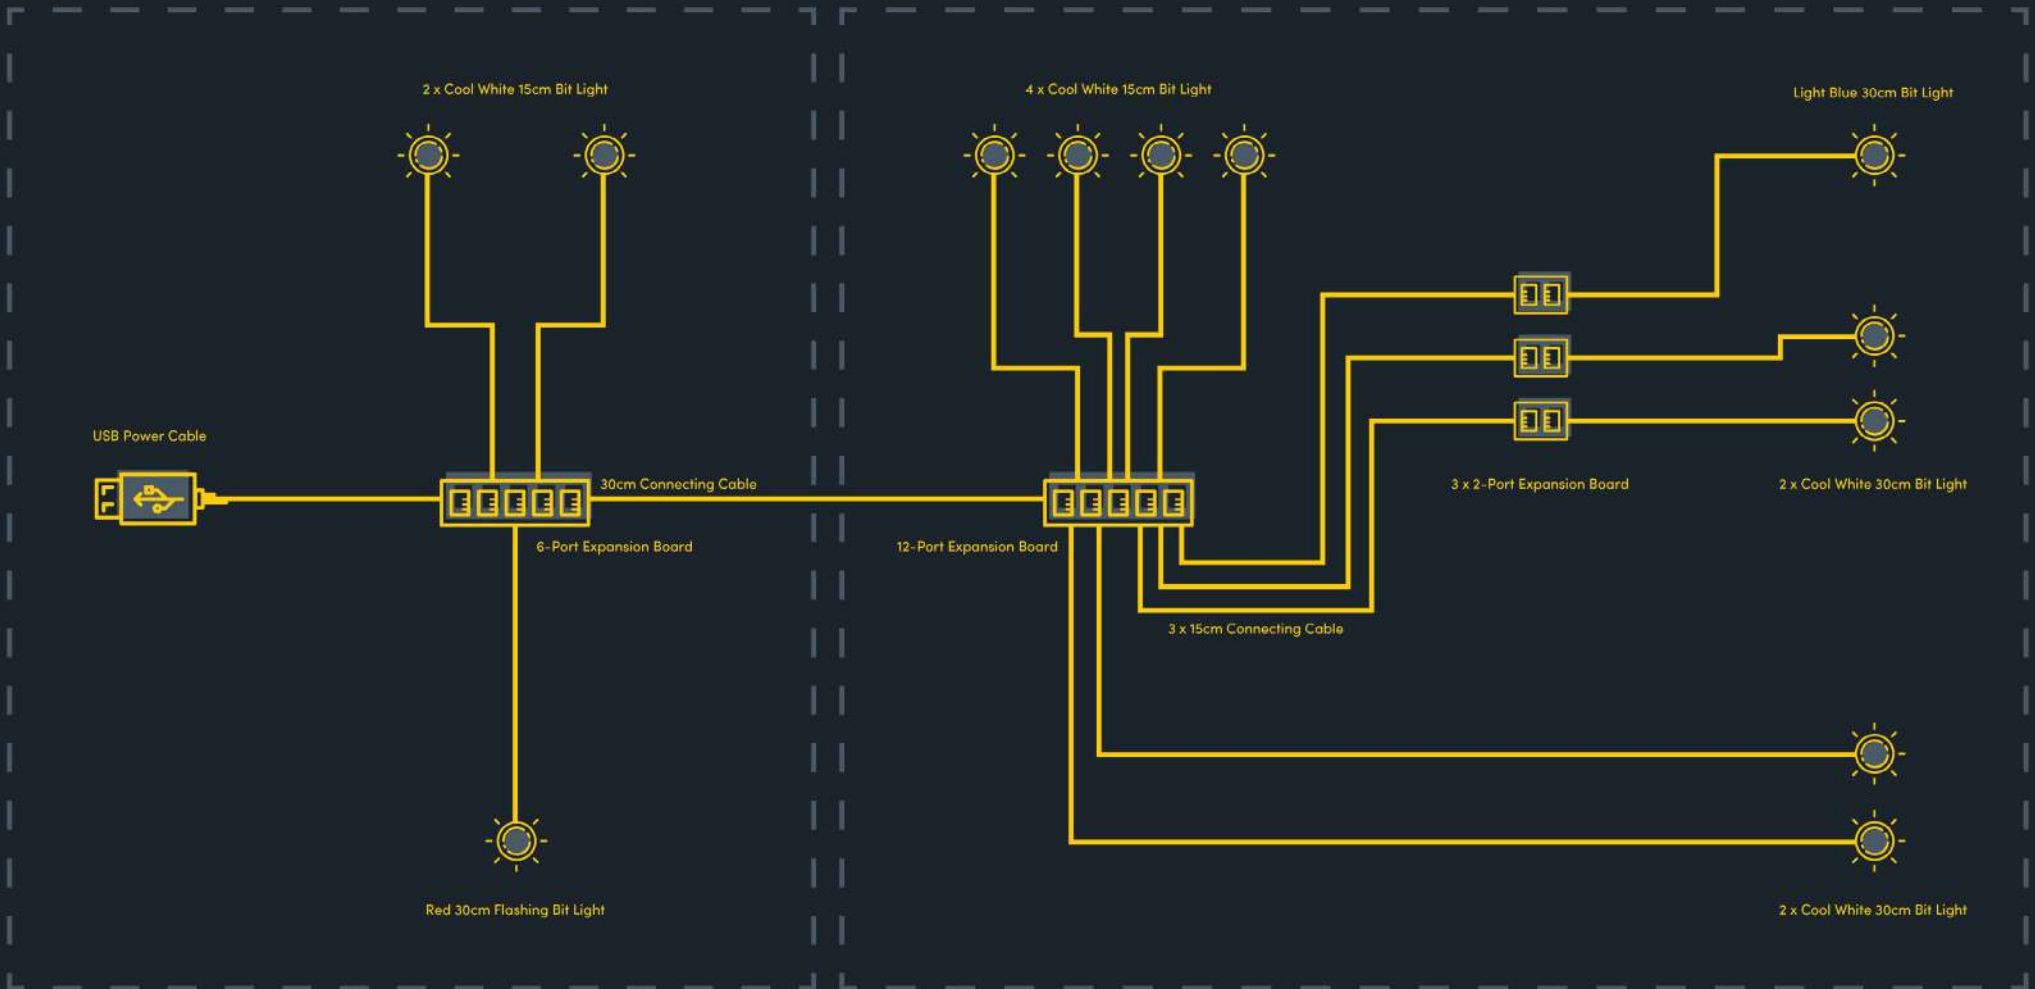 2 x Cool White 15cm Bit Light
4 x Cool White 15cm Bit Light
Light Blue 30cm Bit Light
USB Power Cable
30cm Connecting Cable
3 x 2-Port Expansion Board
2 x Cool White 30cm Bit Light
6-Port Expansion Board
12-Port Expansion Board
3 x 15cm Connecting Cable
Red 30cm Flashing Bit Light
2 x Cool White 30cm Bit Light